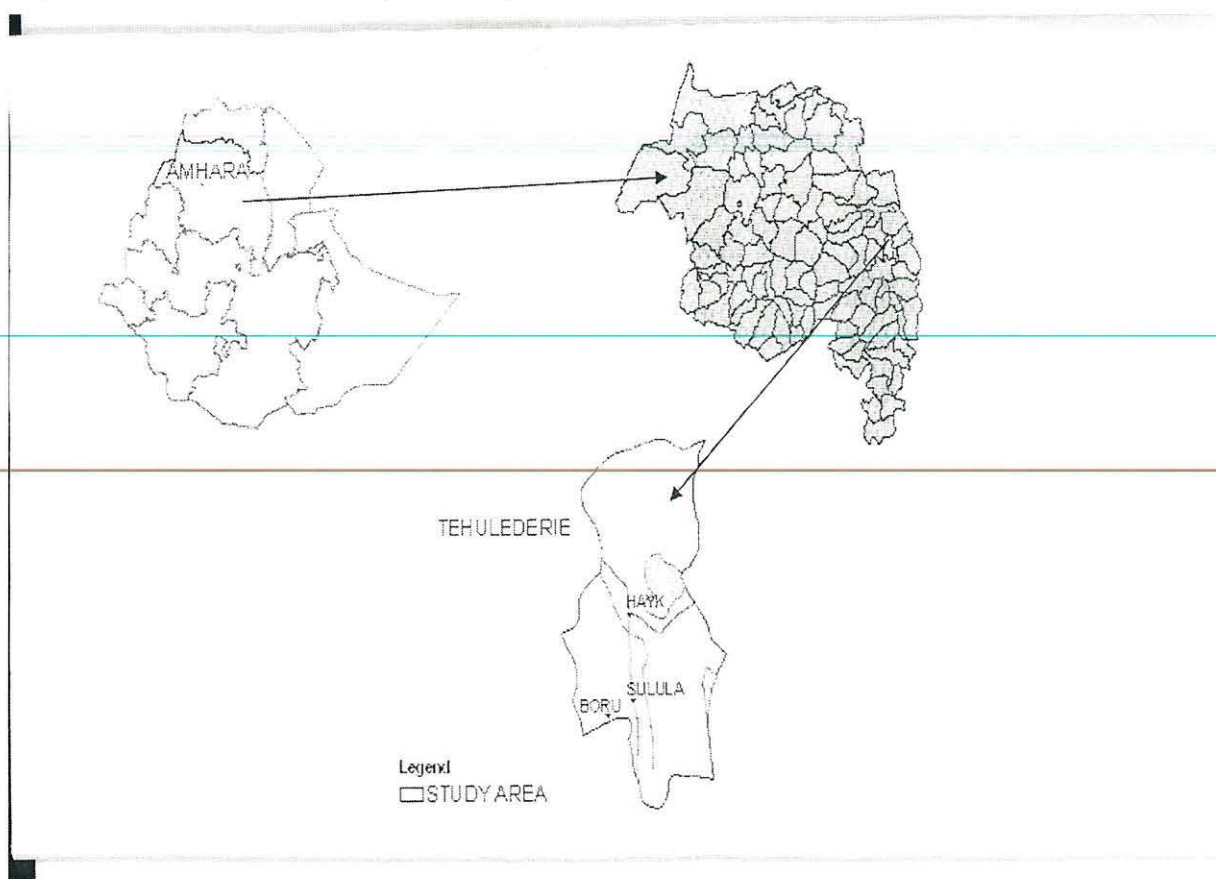 AMHARA
TEHULEDERIE
HAYK
SULULA
BORU
Legend
STUDY AREA